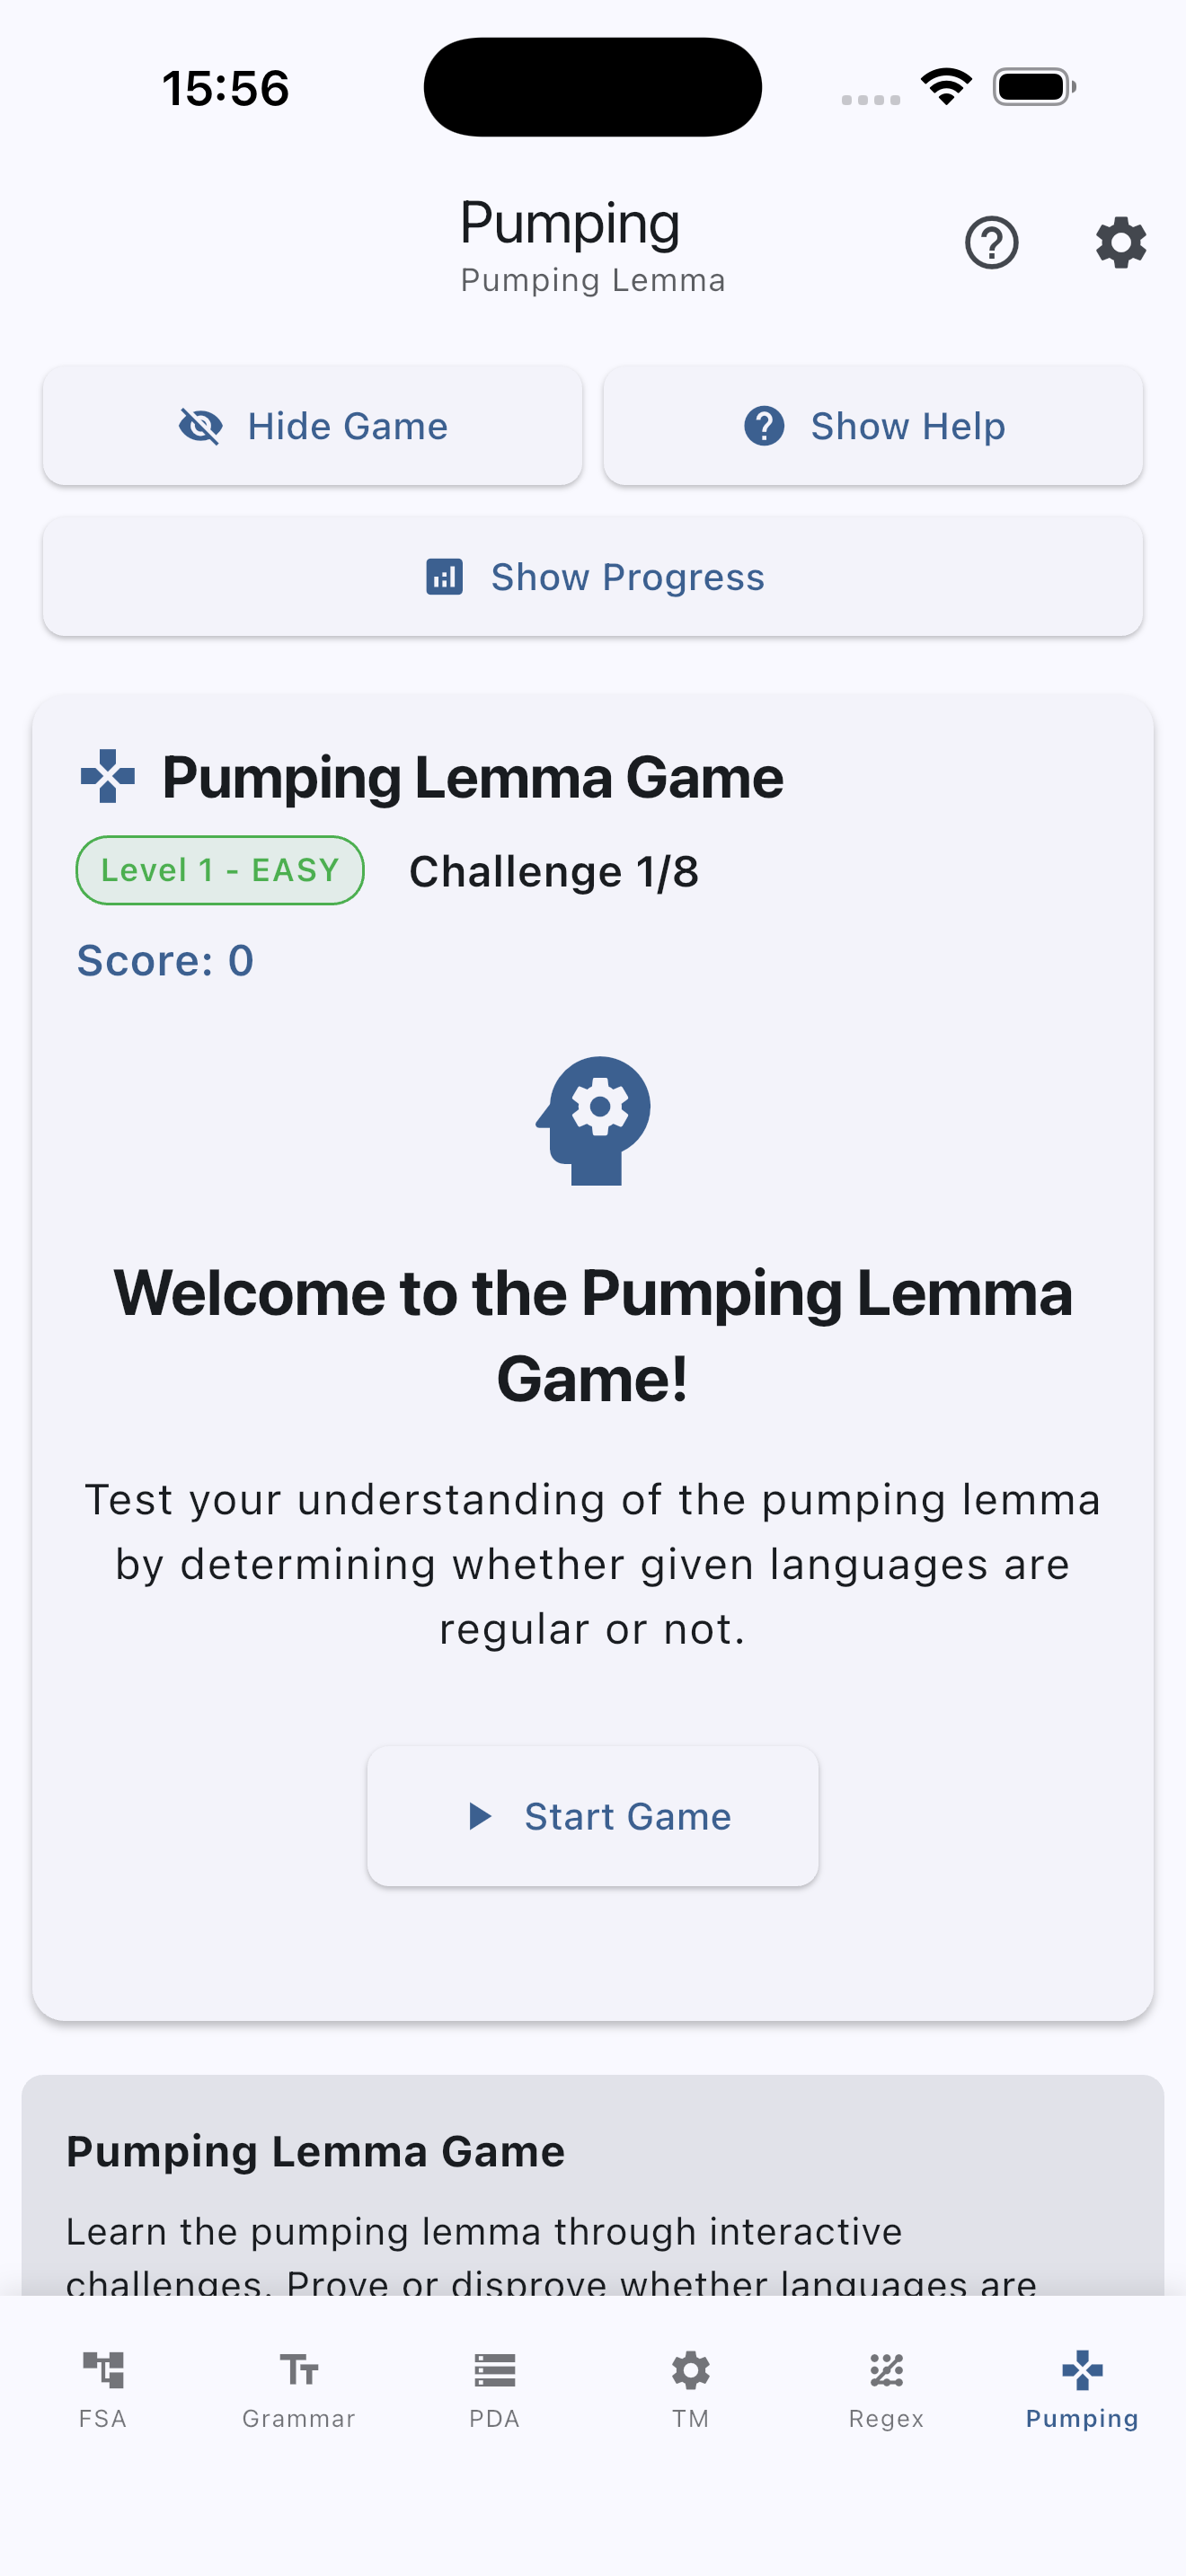 15:56
Pumping
Pumping Lemma
Hide Game
Show Help
Show Progress
Pumping Lemma Game
Level 1 - EASY
Challenge 1/8
Score: 0
Welcome to the Pumping Lemma
Game!
Test your understanding of the pumping lemma
by determining whether given languages are
regular or not.
Start Game
Pumping Lemma Game
Learn the pumping lemma through interactive
challenges. Prove or disprove whether languages are
FSA
Grammar
PDA
TM
Regex
Pumping